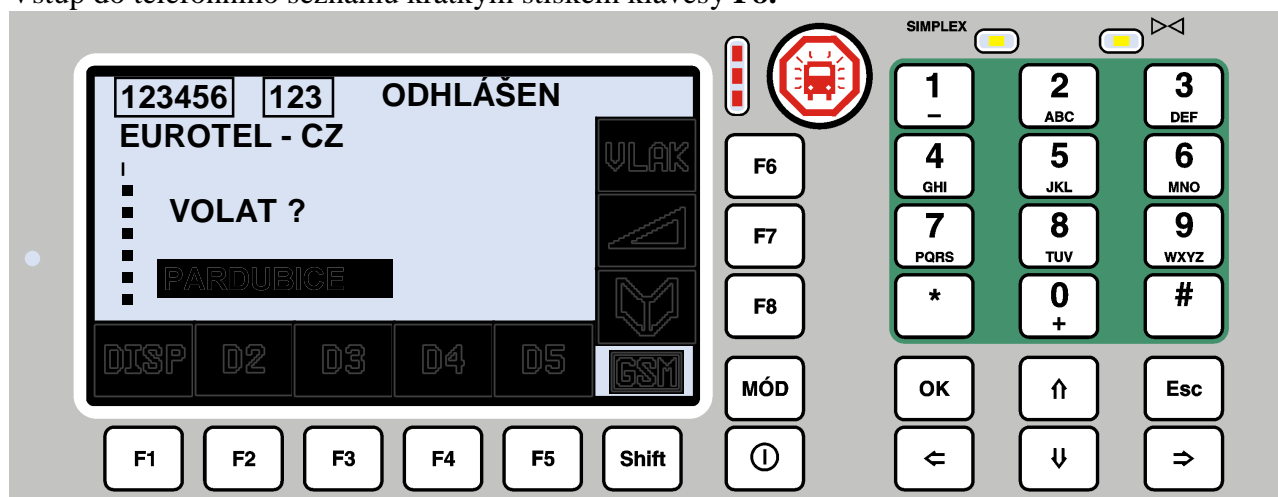 Vstup do telefonního seznamu krátkým stiskem klávesy F8.
SIMPLEX
123456 123 ODHLÁŠEN
EUROTEL - CZ
VOLAT ?
PARDUBICE
VLAK
DISP D2 D3 D4 D5 GSM
F1 F2 F3 F4 F5 Shift
F6
F7
F8
MÓD
1 2 3
– ABC DEF
4 5 6
GHI JKL MNO
7 8 9
PQRS TUV WXYZ
* 0 #
+
OK ⇑ Esc
⇐ ⇓ ⇒